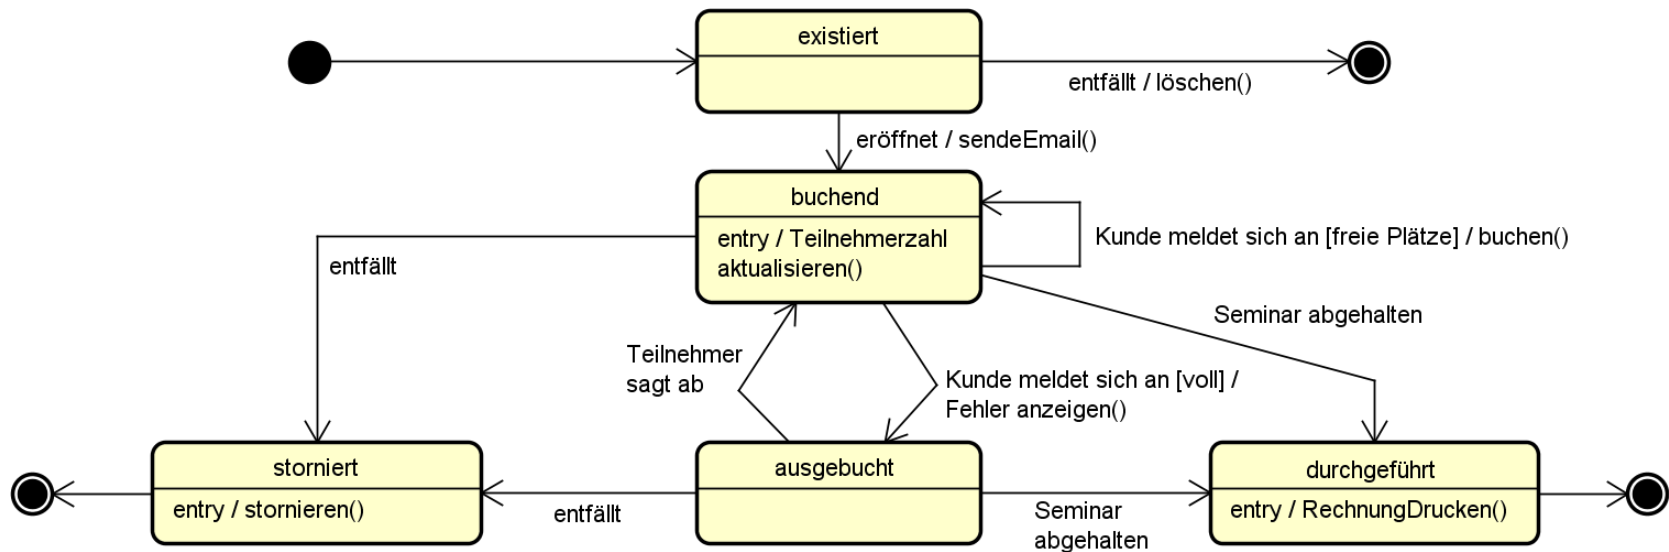 existiert
entfällt / löschen()
eröffnet / sendeEmail()
buchend
entry / Teilnehmerzahl
aktualisieren()
Kunde meldet sich an [freie Plätze] / buchen()
entfällt
Seminar abgehalten
Teilnehmer
sagt ab
Kunde meldet sich an [voll] /
Fehler anzeigen()
storniert
entry / stornieren()
entfällt
ausgebucht
Seminar
abgehalten
durchgeführt
entry / RechnungDrucken()